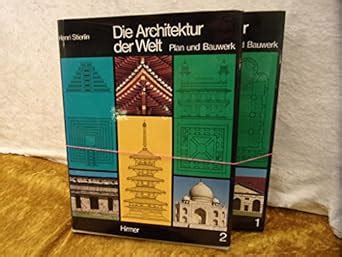 Henri Stierlin
Die Architektur
der Welt Plan und Bauwerk
Hirmer
2
r
d Bauwerk
1